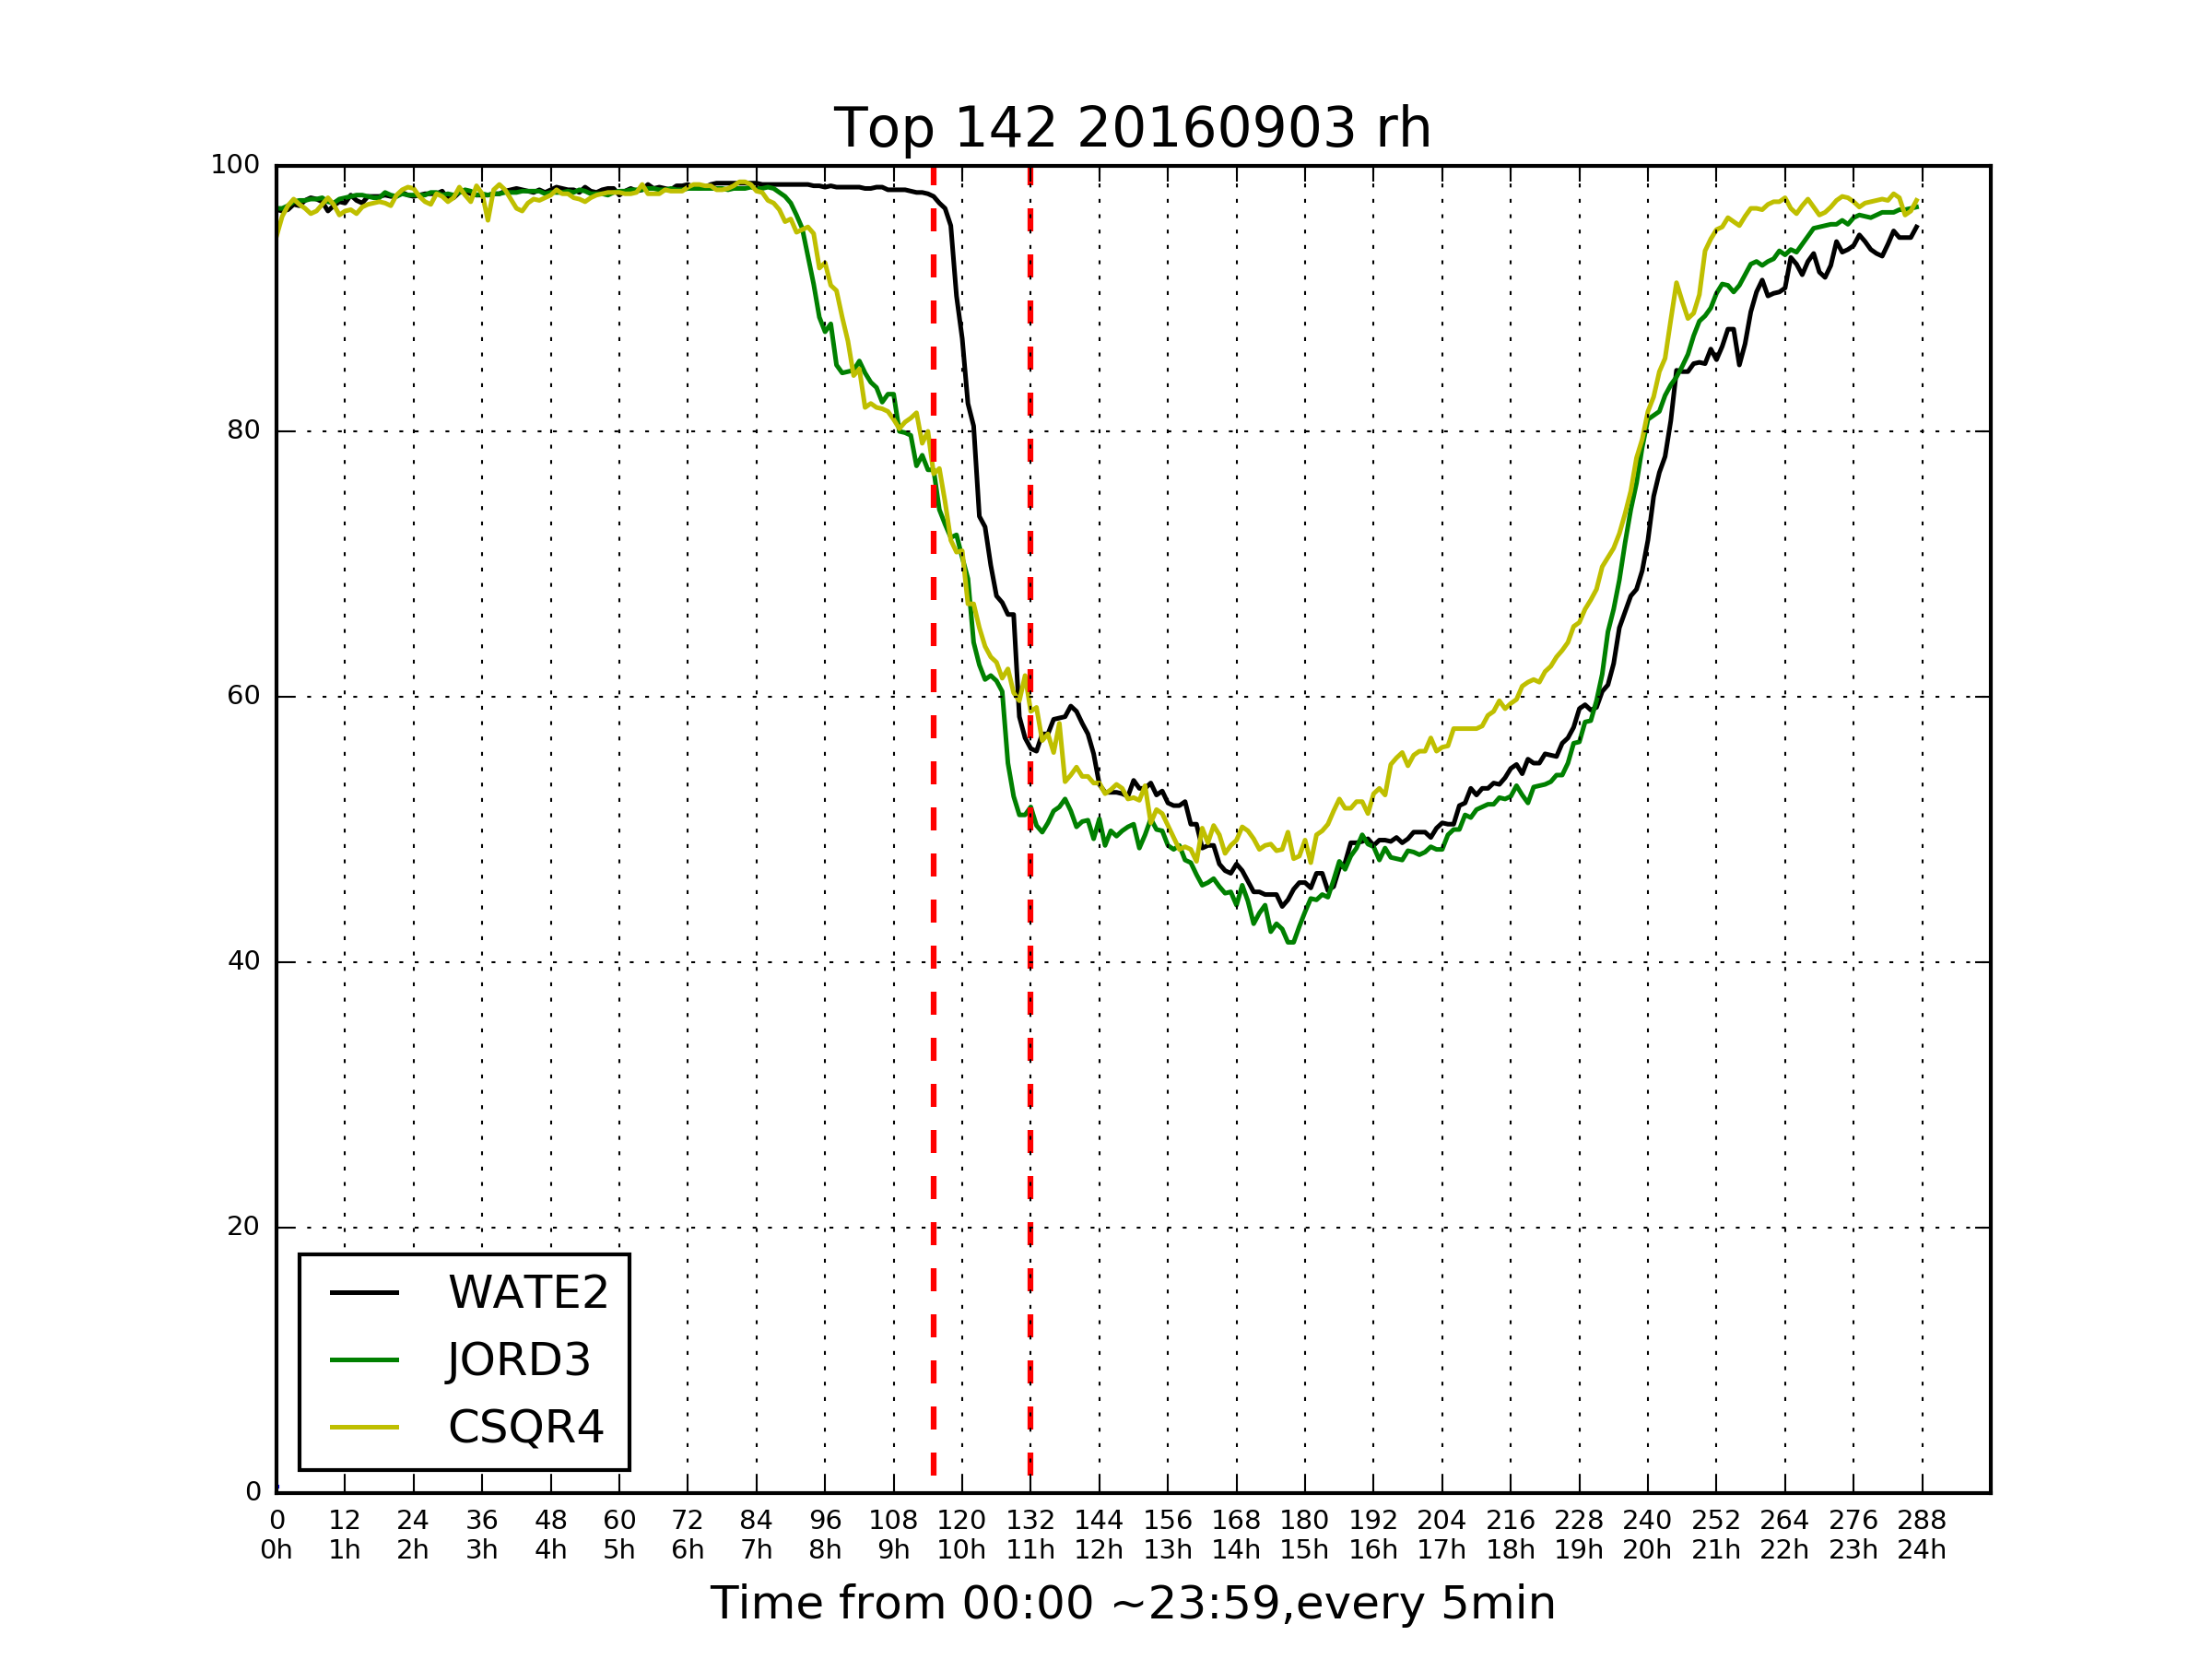 Top 142 20160903 rh
100
80
60
40
20
0
WATE2
JORD3
CSQR4
0 12 24 36 48 60 72 84 96 108 120 132 144 156 168 180 192 204 216 228 240 252 264 276 288
0h 1h 2h 3h 4h 5h 6h 7h 8h 9h 10h 11h 12h 13h 14h 15h 16h 17h 18h 19h 20h 21h 22h 23h 24h
Time from 00:00 ~23:59,every 5min